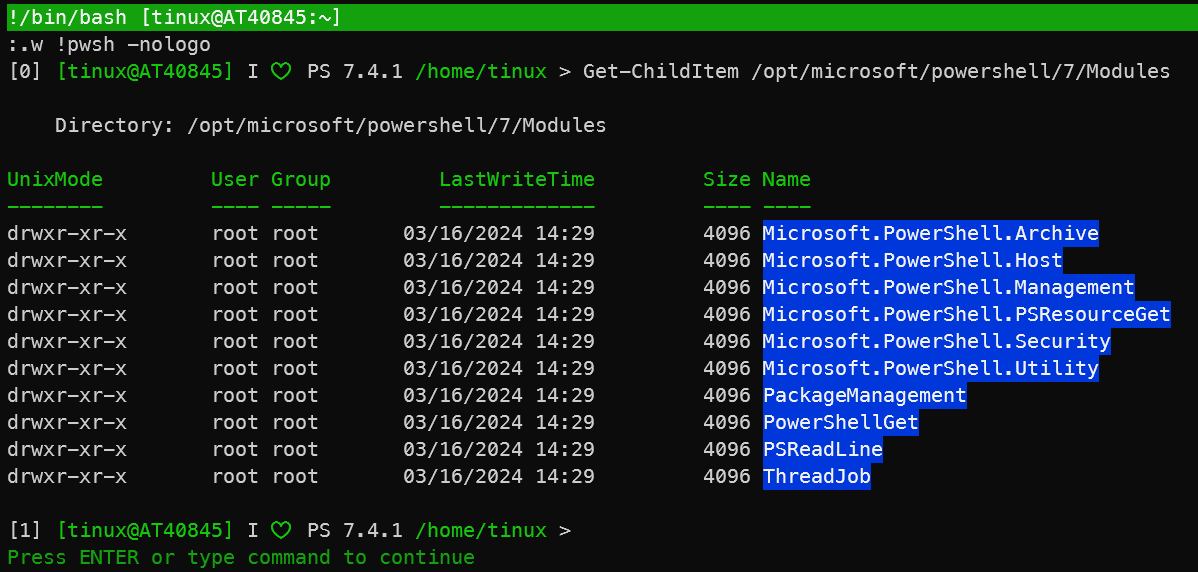 !/bin/bash [tinux@AT40845:~]
:.w !pwsh -nologo
[0] [tinux@AT40845] I ♡ PS 7.4.1 /home/tinux > Get-ChildItem /opt/microsoft/powershell/7/Modules
Directory: /opt/microsoft/powershell/7/Modules
UnixMode User Group LastWriteTime Size Name
-------- ---- ----- ------------- ---- ----
drwxr-xr-x root root 03/16/2024 14:29 4096 Microsoft.PowerShell.Archive
drwxr-xr-x root root 03/16/2024 14:29 4096 Microsoft.PowerShell.Host
drwxr-xr-x root root 03/16/2024 14:29 4096 Microsoft.PowerShell.Management
drwxr-xr-x root root 03/16/2024 14:29 4096 Microsoft.PowerShell.PSResourceGet
drwxr-xr-x root root 03/16/2024 14:29 4096 Microsoft.PowerShell.Security
drwxr-xr-x root root 03/16/2024 14:29 4096 Microsoft.PowerShell.Utility
drwxr-xr-x root root 03/16/2024 14:29 4096 PackageManagement
drwxr-xr-x root root 03/16/2024 14:29 4096 PowerShellGet
drwxr-xr-x root root 03/16/2024 14:29 4096 PSReadLine
drwxr-xr-x root root 03/16/2024 14:29 4096 ThreadJob
[1] [tinux@AT40845] I ♡ PS 7.4.1 /home/tinux >
Press ENTER or type command to continue